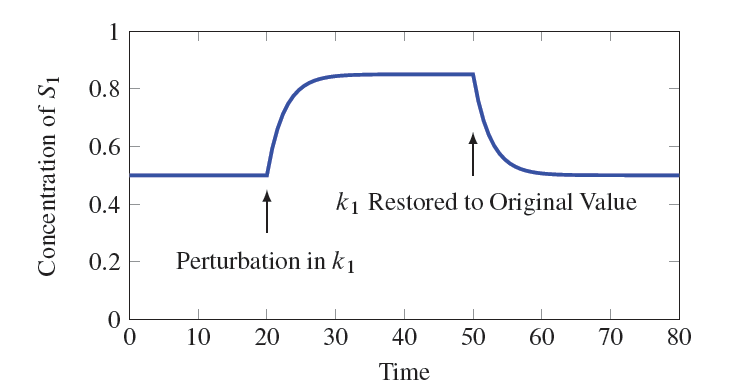 1
0.8
0.6
0.4
0.2
0
Concentration of S1
k1 Restored to Original Value
Perturbation in k1
0 10 20 30 40 50 60 70 80
Time